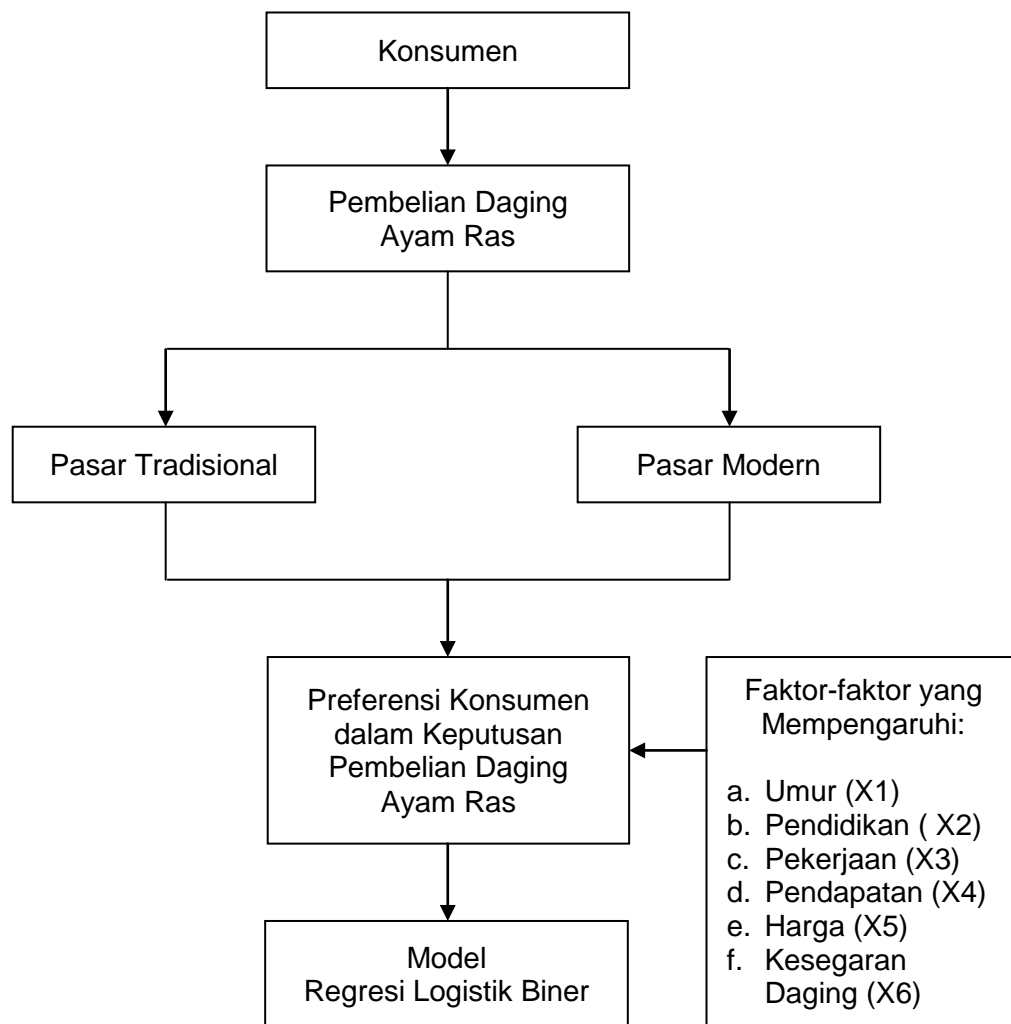 Konsumen
Pembelian Daging
Ayam Ras
Pasar Tradisional
Pasar Modern
Preferensi Konsumen
dalam Keputusan
Pembelian Daging
Ayam Ras
Faktor-faktor yang
Mempengaruhi:
a. Umur (X1)
b. Pendidikan ( X2)
c. Pekerjaan (X3)
d. Pendapatan (X4)
e. Harga (X5)
f. Kesegaran
Daging (X6)
Model
Regresi Logistik Biner